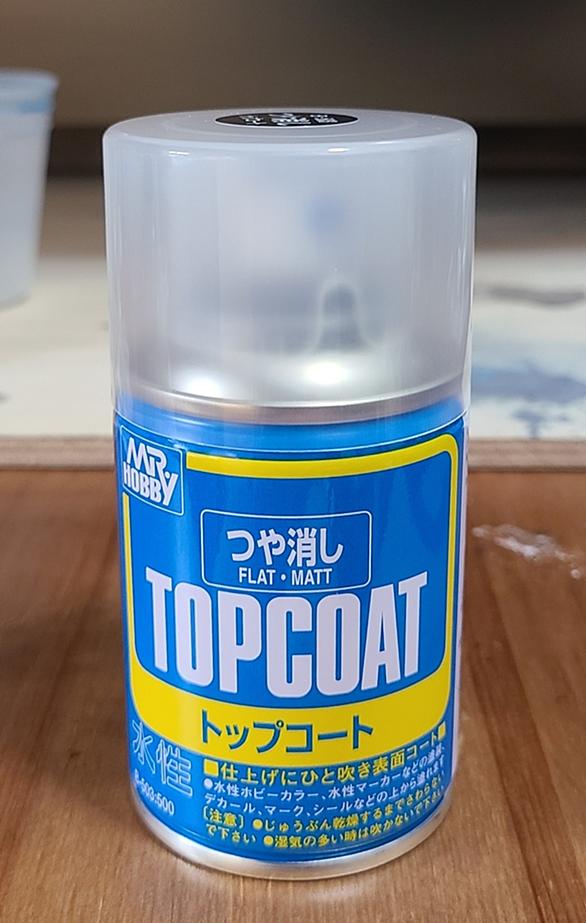 MR.
HOBBY
つや消し
FLAT・MATT
TOPCOAT
トップコート
水性
B-503:500
■仕上げにひと吹き表面コート■
●水性ホビーカラー、水性マーカーなどの塗装、
デカール、マーク、シールなどの上から塗れます
〔注意〕●じゅうぶん乾燥するまでさわらない
で下さい ●湿気の多い時は吹かないで下さい